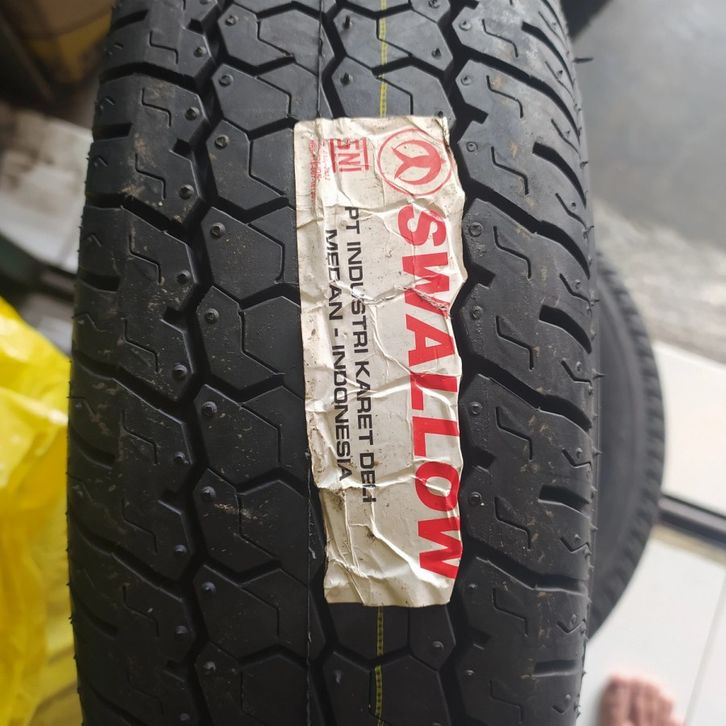 SNI
SWALLOW
PT INDUSTRI KARET DELI
MEDAN - INDONESIA